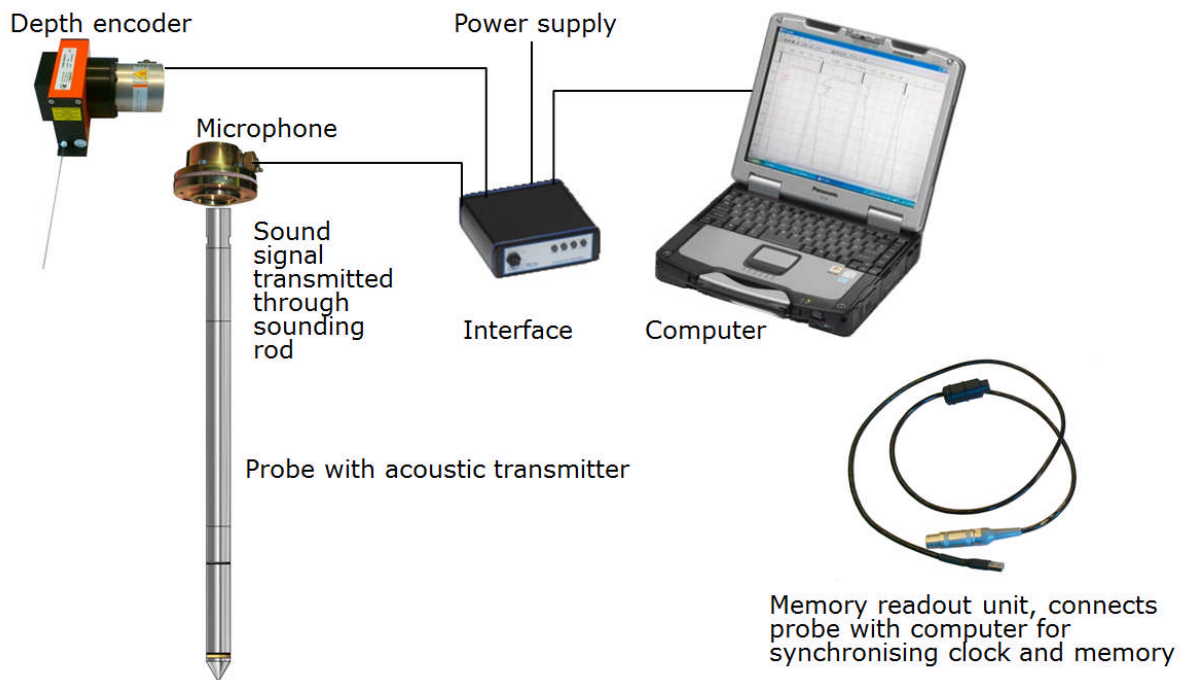 Depth encoder
Power supply
Microphone
Sound
signal
transmitted
through
sounding
rod
Interface
Computer
Panasonic
Probe with acoustic transmitter
Memory readout unit, connects
probe with computer for
synchronising clock and memory